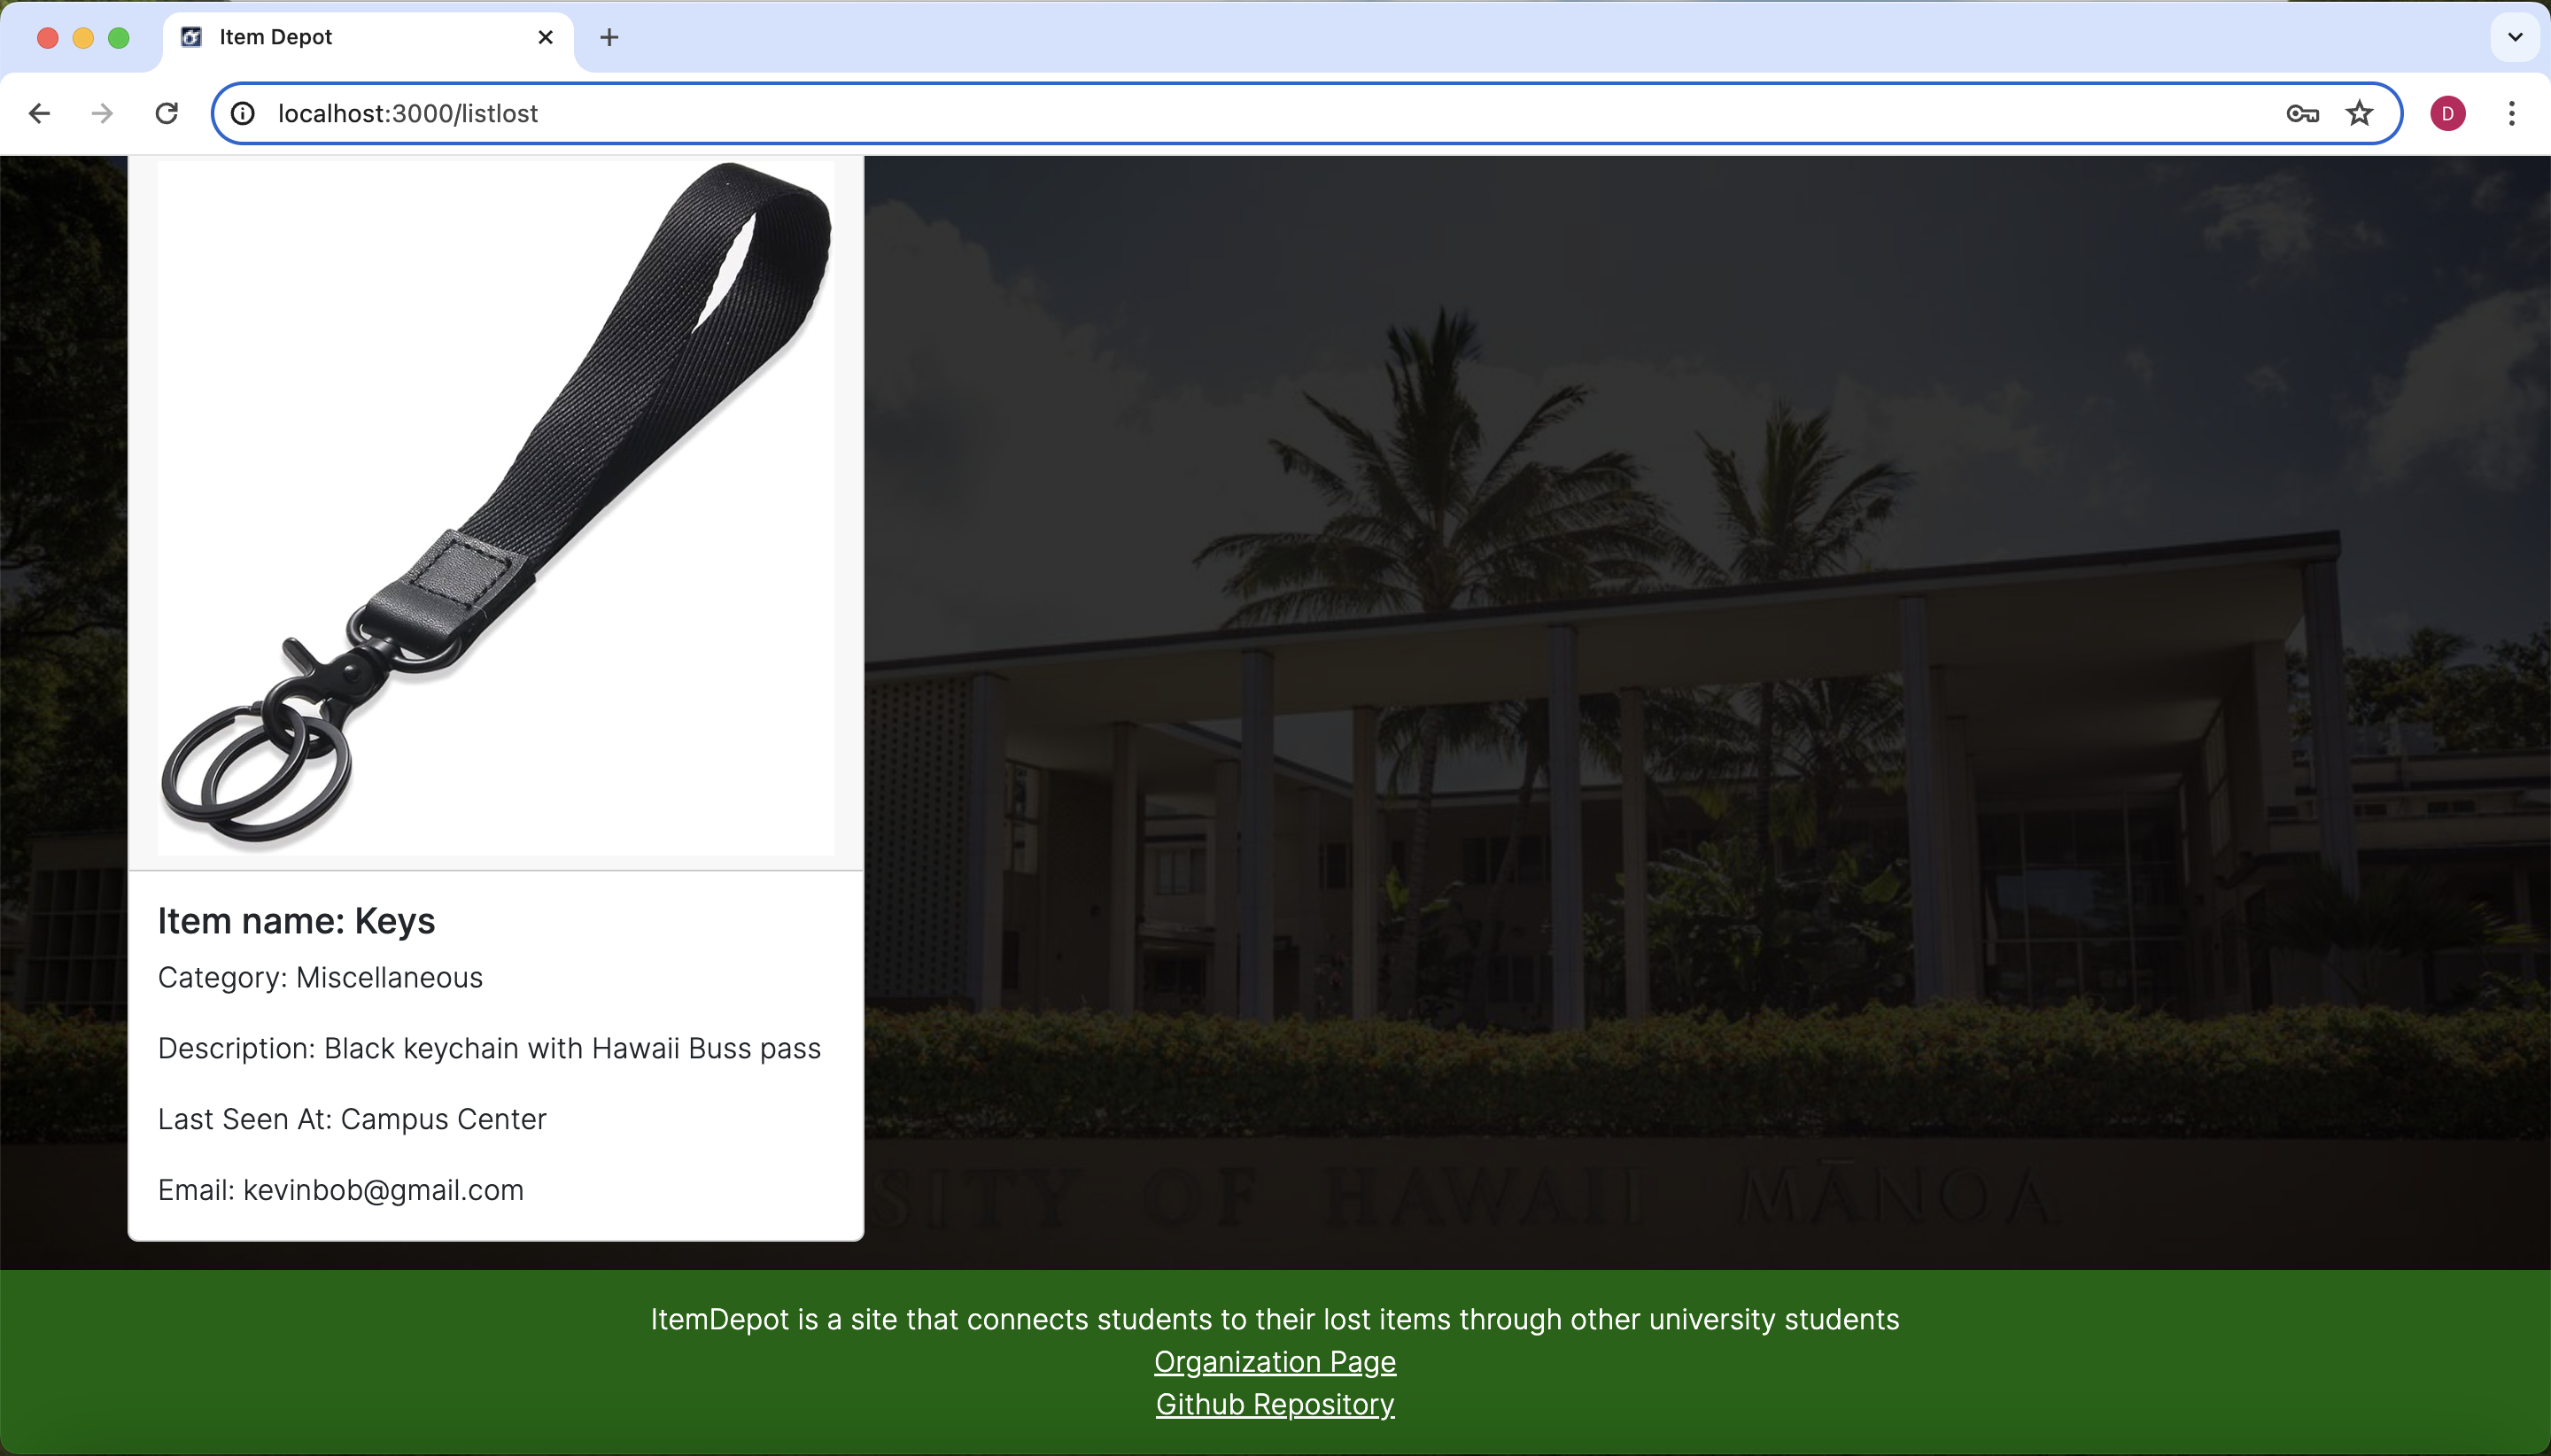 Item Depot
localhost:3000/listlost
D
Item name: Keys
Category: Miscellaneous
Description: Black keychain with Hawaii Buss pass
Last Seen At: Campus Center
Email: kevinbob@gmail.com
SITY OF HAWAIʻI MĀNOA
ItemDepot is a site that connects students to their lost items through other university students
Organization Page
Github Repository